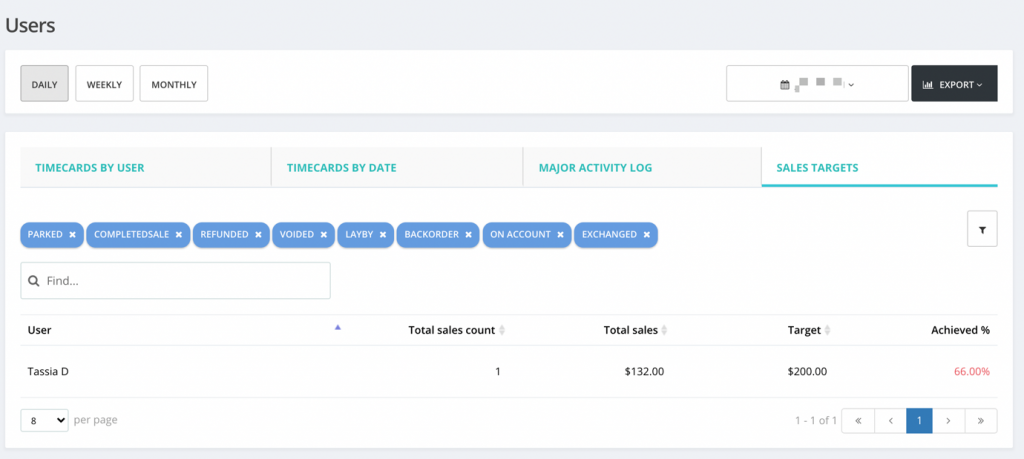 Users
DAILY WEEKLY MONTHLY EXPORT
TIMECARDS BY USER TIMECARDS BY DATE MAJOR ACTIVITY LOG SALES TARGETS
PARKED × COMPLETEDSALE × REFUNDED × VOIDED × LAYBY × BACKORDER × ON ACCOUNT × EXCHANGED ×
Find...
User Total sales count Total sales Target Achieved %
Tassia D 1 $132.00 $200.00 66.00%
8 per page 1 - 1 of 1 « ‹ 1 › »